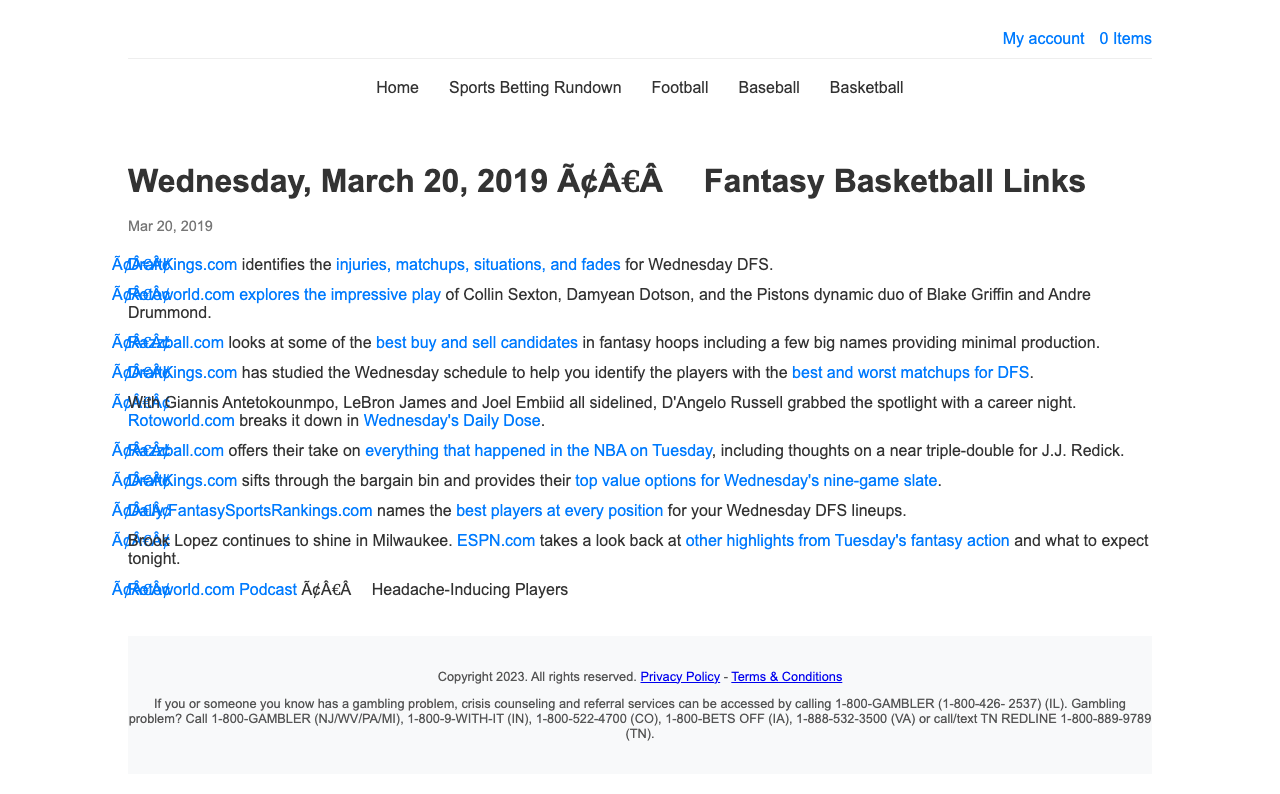 My account 0 Items
Home Sports Betting Rundown Football Baseball Basketball
Wednesday, March 20, 2019 Ã¢Â€Â Fantasy Basketball Links
Mar 20, 2019
DraftKings.com identifies the injuries, matchups, situations, and fades for Wednesday DFS.
Rotoworld.com explores the impressive play of Collin Sexton, Damyean Dotson, and the Pistons dynamic duo of Blake Griffin and Andre
Drummond.
Razzball.com looks at some of the best buy and sell candidates in fantasy hoops including a few big names providing minimal production.
DraftKings.com has studied the Wednesday schedule to help you identify the players with the best and worst matchups for DFS.
With Giannis Antetokounmpo, LeBron James and Joel Embiid all sidelined, D'Angelo Russell grabbed the spotlight with a career night.
Rotoworld.com breaks it down in Wednesday's Daily Dose.
Razzball.com offers their take on everything that happened in the NBA on Tuesday, including thoughts on a near triple-double for J.J. Redick.
DraftKings.com sifts through the bargain bin and provides their top value options for Wednesday's nine-game slate.
DailyFantasySportsRankings.com names the best players at every position for your Wednesday DFS lineups.
Brook Lopez continues to shine in Milwaukee. ESPN.com takes a look back at other highlights from Tuesday's fantasy action and what to expect
tonight.
Rotoworld.com Podcast Ã¢Â€Â Headache-Inducing Players
Copyright 2023. All rights reserved. Privacy Policy - Terms & Conditions
If you or someone you know has a gambling problem, crisis counseling and referral services can be accessed by calling 1-800-GAMBLER (1-800-426- 2537) (IL). Gambling
problem? Call 1-800-GAMBLER (NJ/WV/PA/MI), 1-800-9-WITH-IT (IN), 1-800-522-4700 (CO), 1-800-BETS OFF (IA), 1-888-532-3500 (VA) or call/text TN REDLINE 1-800-889-9789
(TN).